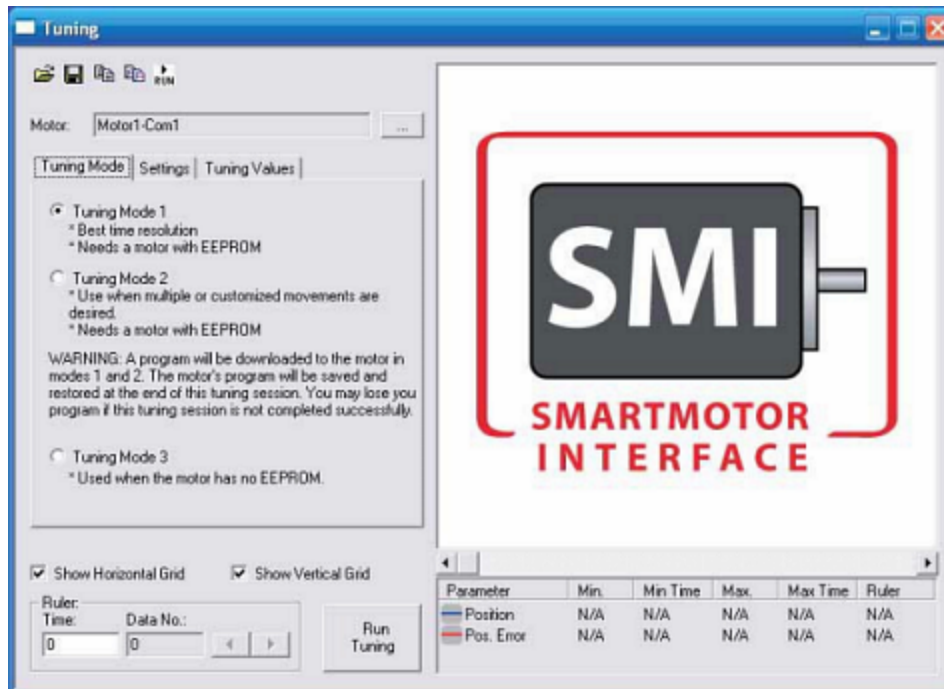 Tuning
RUN
Motor: Motor1-Com1 ...
Tuning Mode Settings Tuning Values
Tuning Mode 1
* Best time resolution
* Needs a motor with EEPROM
Tuning Mode 2
* Use when multiple or customized movements are
desired.
* Needs a motor with EEPROM
WARNING: A program will be downloaded to the motor in
modes 1 and 2. The motor's program will be saved and
restored at the end of this tuning session. You may lose you
program if this tuning session is not completed successfully.
Tuning Mode 3
* Used when the motor has no EEPROM.
Show Horizontal Grid Show Vertical Grid
Ruler:
Time: Data No.:
0 0
Run
Tuning
SMI
SMARTMOTOR
INTERFACE
Parameter Min. Min Time Max. Max Time Ruler
Position N/A N/A N/A N/A N/A
Pos. Error N/A N/A N/A N/A N/A